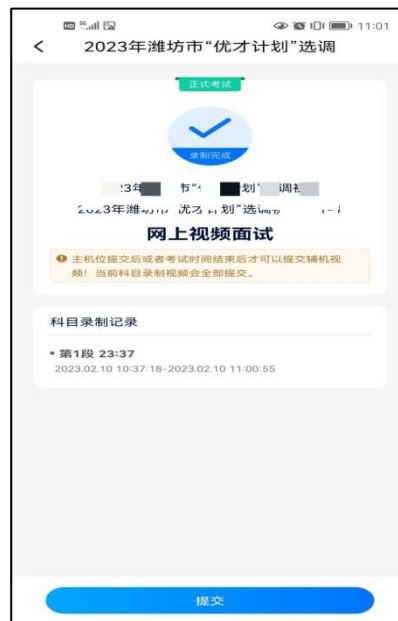 HD 5G 11:01
2023年潍坊市“优才计划”选调
正式考试
录制完成
网上视频面试
主机位提交后或者考试时间结束后才可以提交辅机视
频！当前科目录制视频会全部提交。
科目录制记录
• 第1段 23:37
2023.02.10 10:37:18-2023.02.10 11:00:55
提交